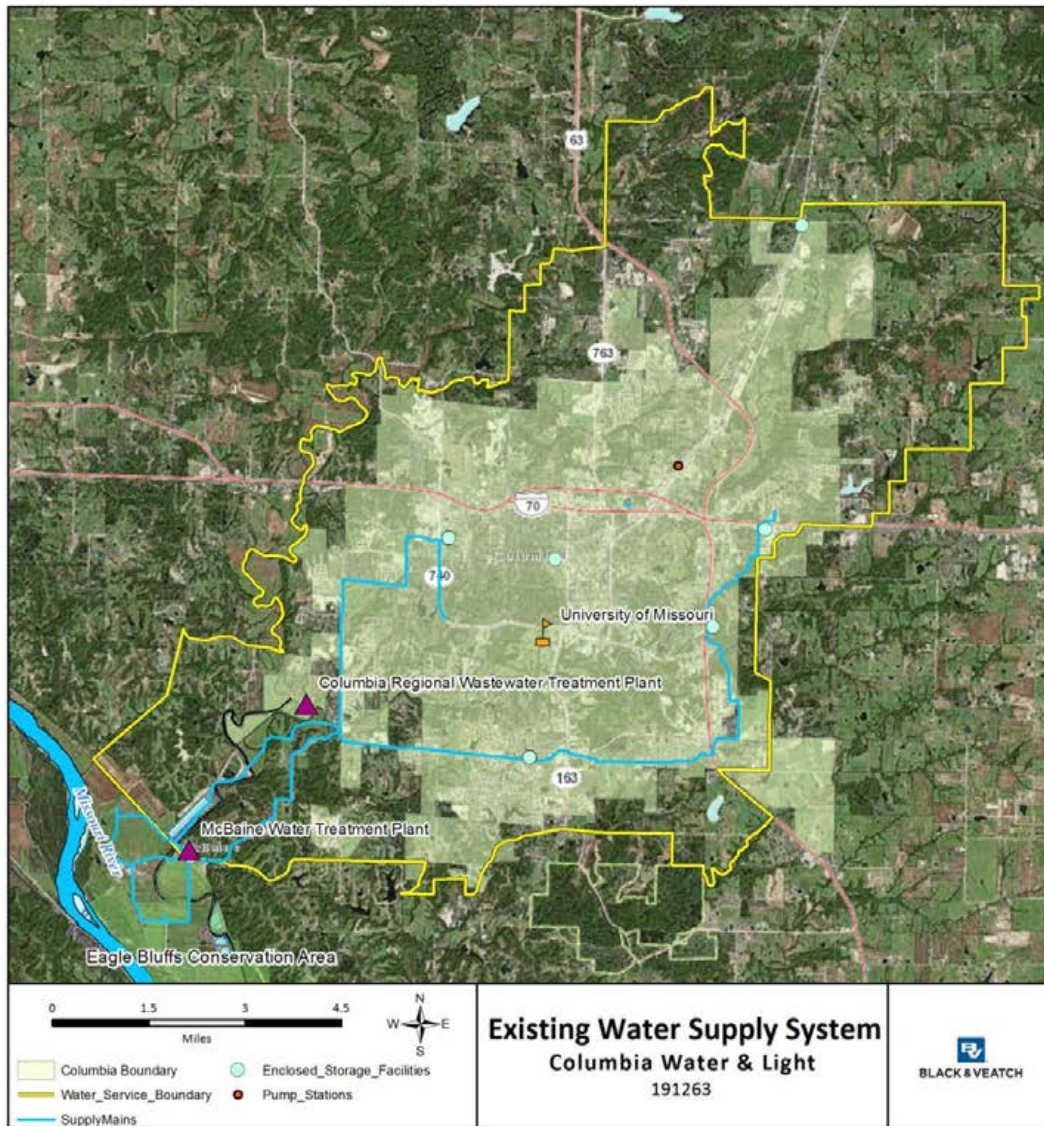 63
763
70
740
University of Missouri
Columbia Regional Wastewater Treatment Plant
163
Missouri River
McBaine Water Treatment Plant
Eagle Bluffs Conservation Area
0 1.5 3 4.5
Miles
N
W E
S
Columbia Boundary
Enclosed_Storage_Facilities
Water_Service_Boundary
Pump_Stations
SupplyMains
Existing Water Supply System
Columbia Water & Light
191263
BV
BLACK & VEATCH